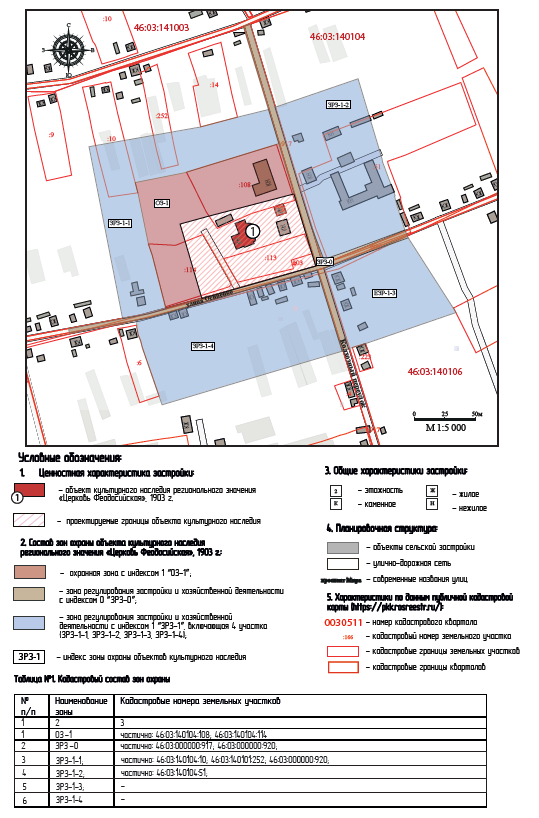 46:03:141003
46:03:140104
:10
С
З
В
Ю
:14
:9
:10
:252
ЗРЗ-1-2
:108
ОЗ-1
ЗРЗ-1-1
1
:113
ЗРЗ-0
:114
ЗРЗ-1-3
ЗРЗ-1-4
:6
46:03:140106
0 25 50м
М 1:5 000
Условные обозначения:
1. Ценностная характеристика застройки:
1
– объект культурного наследия регионального значения
«Церковь Феодосийская», 1903 г.
– проектируемые границы объекта культурного наследия
2. Состав зон охраны объекта культурного наследия
регионального значения «Церковь Феодосийская», 1903 г.:
– охранная зона с индексом 1 "ОЗ-1";
– зона регулирования застройки и хозяйственной деятельности
с индексом 0 "ЗРЗ-0";
– зона регулирования застройки и хозяйственной
деятельности с индексом 1 "ЗРЗ-1", включающая 4 участка
(ЗРЗ-1-1, ЗРЗ-1-2, ЗРЗ-1-3, ЗРЗ-1-4);
ЗРЗ-1 – индекс зоны охраны объектов культурного наследия
3. Общие характеристики застройки:
2 – этажность
Ж – жилое
К – каменное
Н – нежилое
4. Планировочная структура:
– объекты сельской застройки
– улично-дорожная сеть
проспект Мира – современные названия улиц
5. Характеристики по данным публичной кадастровой
карты (https://pkk.rosreestr.ru/):
0030511 – номер кадастрового квартала
:166 – кадастровый номер земельного участка
– кадастровые границы земельных участков
– кадастровые границы кварталов
Таблица №1. Кадастровый состав зон охраны
№ п/п Наименование зоны Кадастровые номера земельных участков
1 2 3
1 ОЗ-1 частично: 46:03:140104:108, 46:03:140104:114
2 ЗРЗ-0 частично: 46:03:000000:917, 46:03:000000:920,
3 ЗРЗ-1-1, частично: 46:03:140104:10, 46:03:140101:252, 46:03:000000:920,
4 ЗРЗ-1-2, частично: 46:03:140104:51,
5 ЗРЗ-1-3, –
6 ЗРЗ-1-4 –